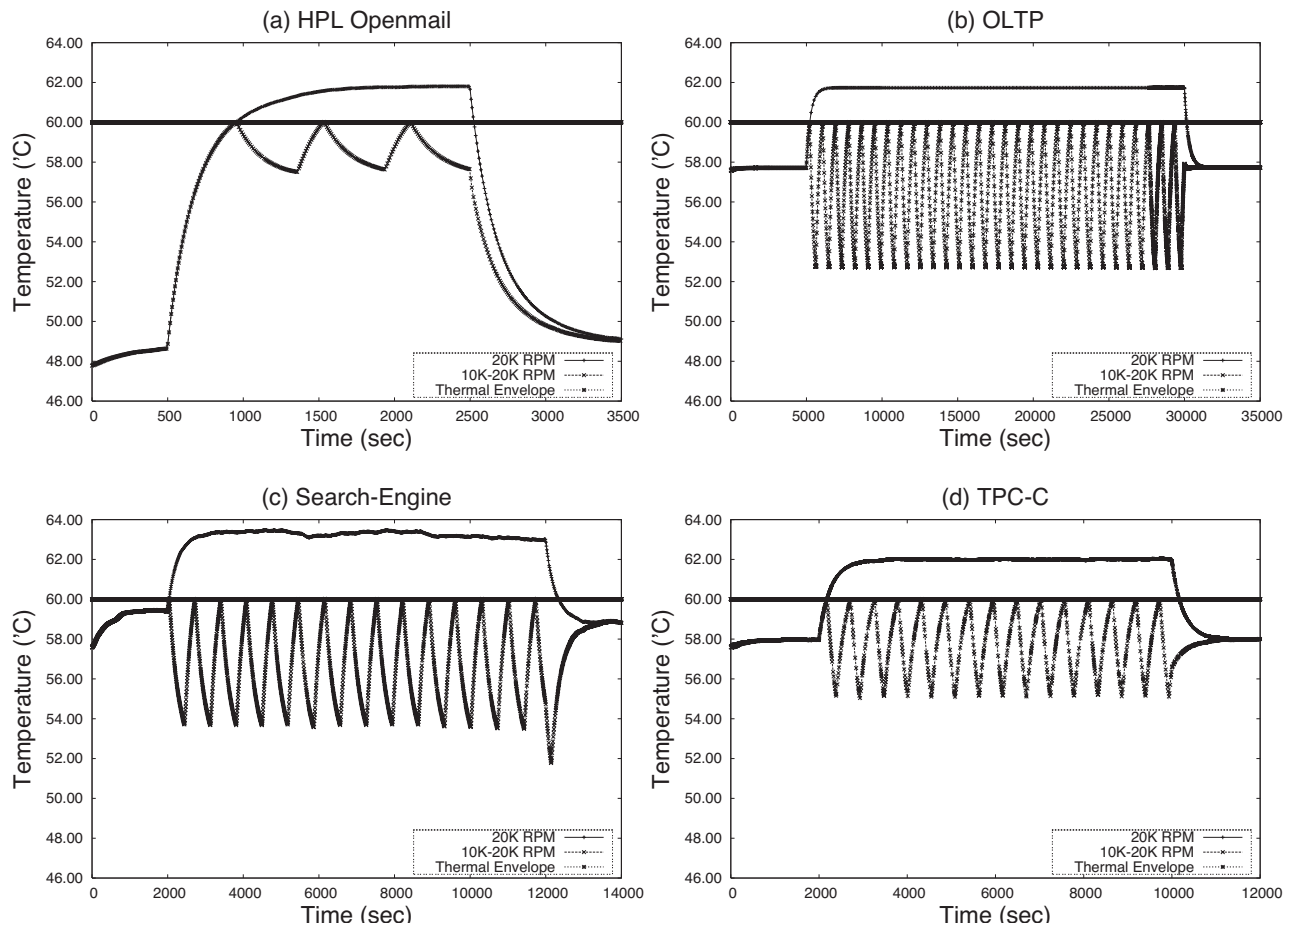 (a) HPL Openmail
64.00
62.00
60.00
58.00
56.00
54.00
52.00
50.00
48.00
46.00
Temperature ('C)
0 500 1000 1500 2000 2500 3000 3500
Time (sec)
20K RPM
10K-20K RPM
Thermal Envelope
(b) OLTP
64.00
62.00
60.00
58.00
56.00
54.00
52.00
50.00
48.00
46.00
Temperature ('C)
0 5000 10000 15000 20000 25000 30000 35000
Time (sec)
20K RPM
10K-20K RPM
Thermal Envelope
(c) Search-Engine
64.00
62.00
60.00
58.00
56.00
54.00
52.00
50.00
48.00
46.00
Temperature ('C)
0 2000 4000 6000 8000 10000 12000 14000
Time (sec)
20K RPM
10K-20K RPM
Thermal Envelope
(d) TPC-C
64.00
62.00
60.00
58.00
56.00
54.00
52.00
50.00
48.00
46.00
Temperature ('C)
0 2000 4000 6000 8000 10000 12000
Time (sec)
20K RPM
10K-20K RPM
Thermal Envelope